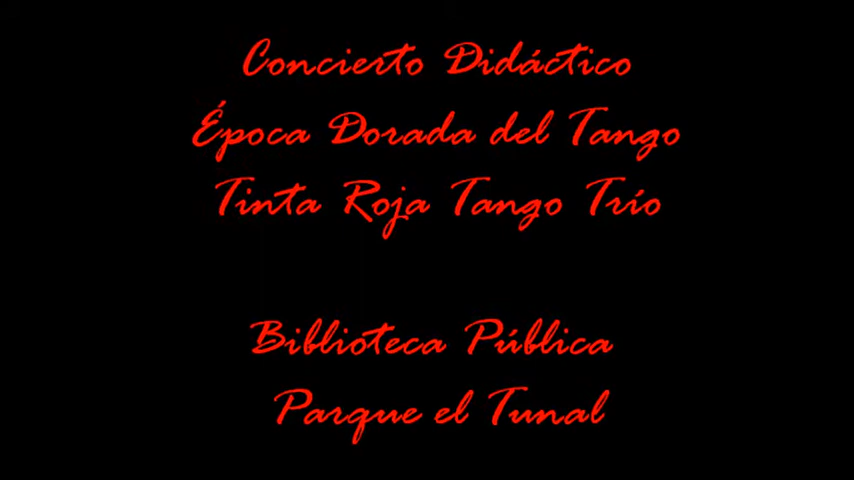 Concierto Didáctico
Época Dorada del Tango
Tinta Roja Tango Trío
Biblioteca Pública
Parque el Tunal